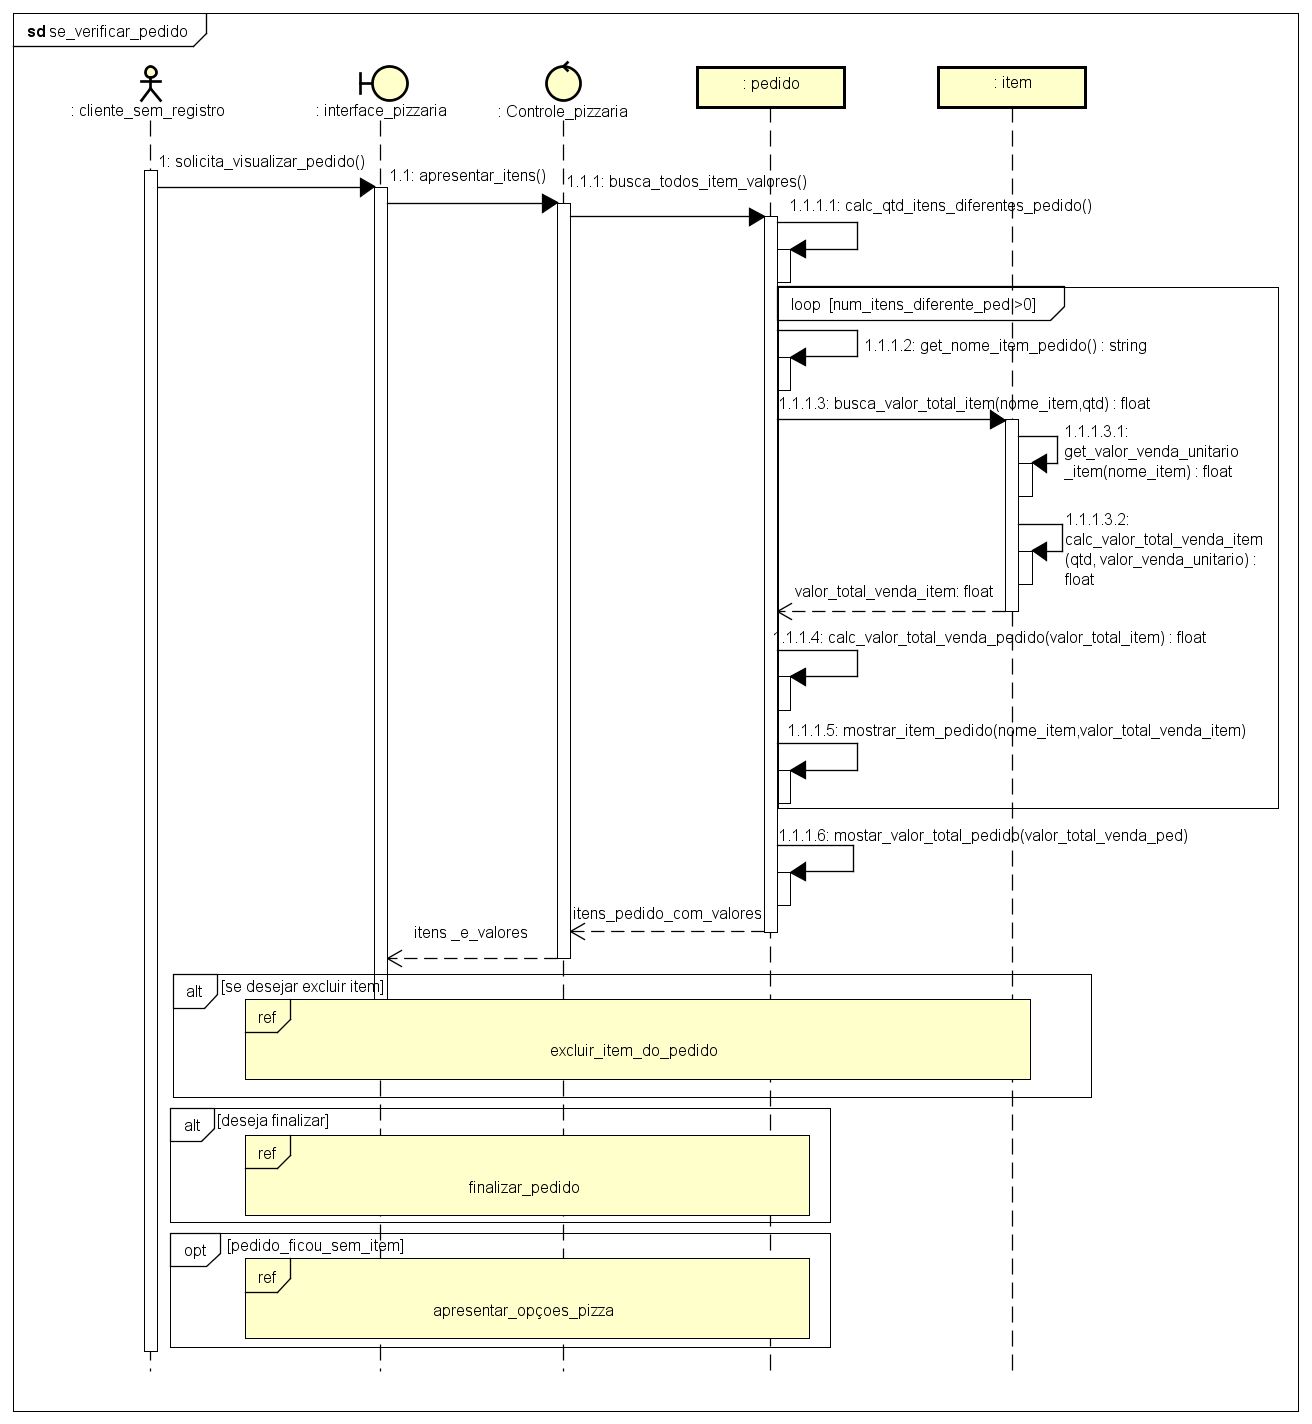 sd se_verificar_pedido
: cliente_sem_registro
: interface_pizzaria
: Controle_pizzaria
: pedido
: item
1: solicita_visualizar_pedido()
1.1: apresentar_itens()
1.1.1: busca_todos_item_valores()
1.1.1.1: calc_qtd_itens_diferentes_pedido()
loop [num_itens_diferente_ped>0]
1.1.1.2: get_nome_item_pedido() : string
1.1.1.3: busca_valor_total_item(nome_item,qtd) : float
1.1.1.3.1:
get_valor_venda_unitario
_item(nome_item) : float
1.1.1.3.2:
calc_valor_total_venda_item
(qtd, valor_venda_unitario) :
float
valor_total_venda_item: float
1.1.1.4: calc_valor_total_venda_pedido(valor_total_item) : float
1.1.1.5: mostrar_item_pedido(nome_item,valor_total_venda_item)
1.1.1.6: mostar_valor_total_pedido(valor_total_venda_ped)
itens_pedido_com_valores
itens _e_valores
alt [se desejar excluir item]
ref
excluir_item_do_pedido
alt [deseja finalizar]
ref
finalizar_pedido
opt [pedido_ficou_sem_item]
ref
apresentar_opçoes_pizza